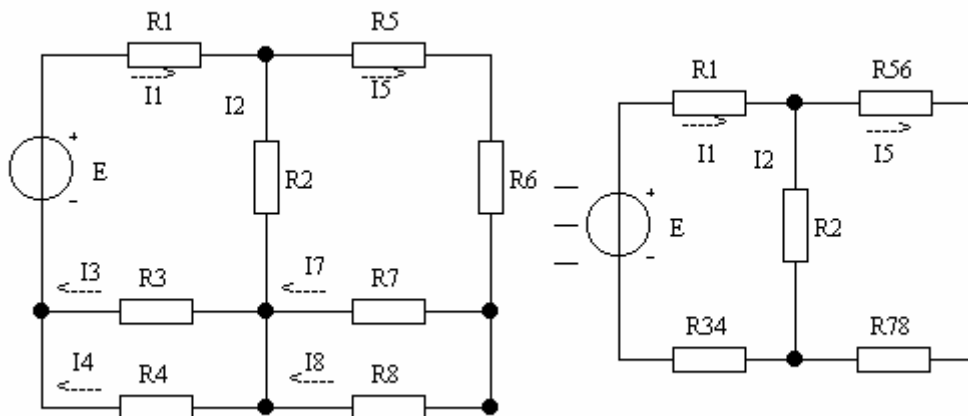 R1
R5
I1
I2
I5
+
E
-
R2
R6
I3
R3
I7
R7
I4
R4
I8
R8
R1
R56
I1
I2
I5
+
E
-
R2
R34
R78